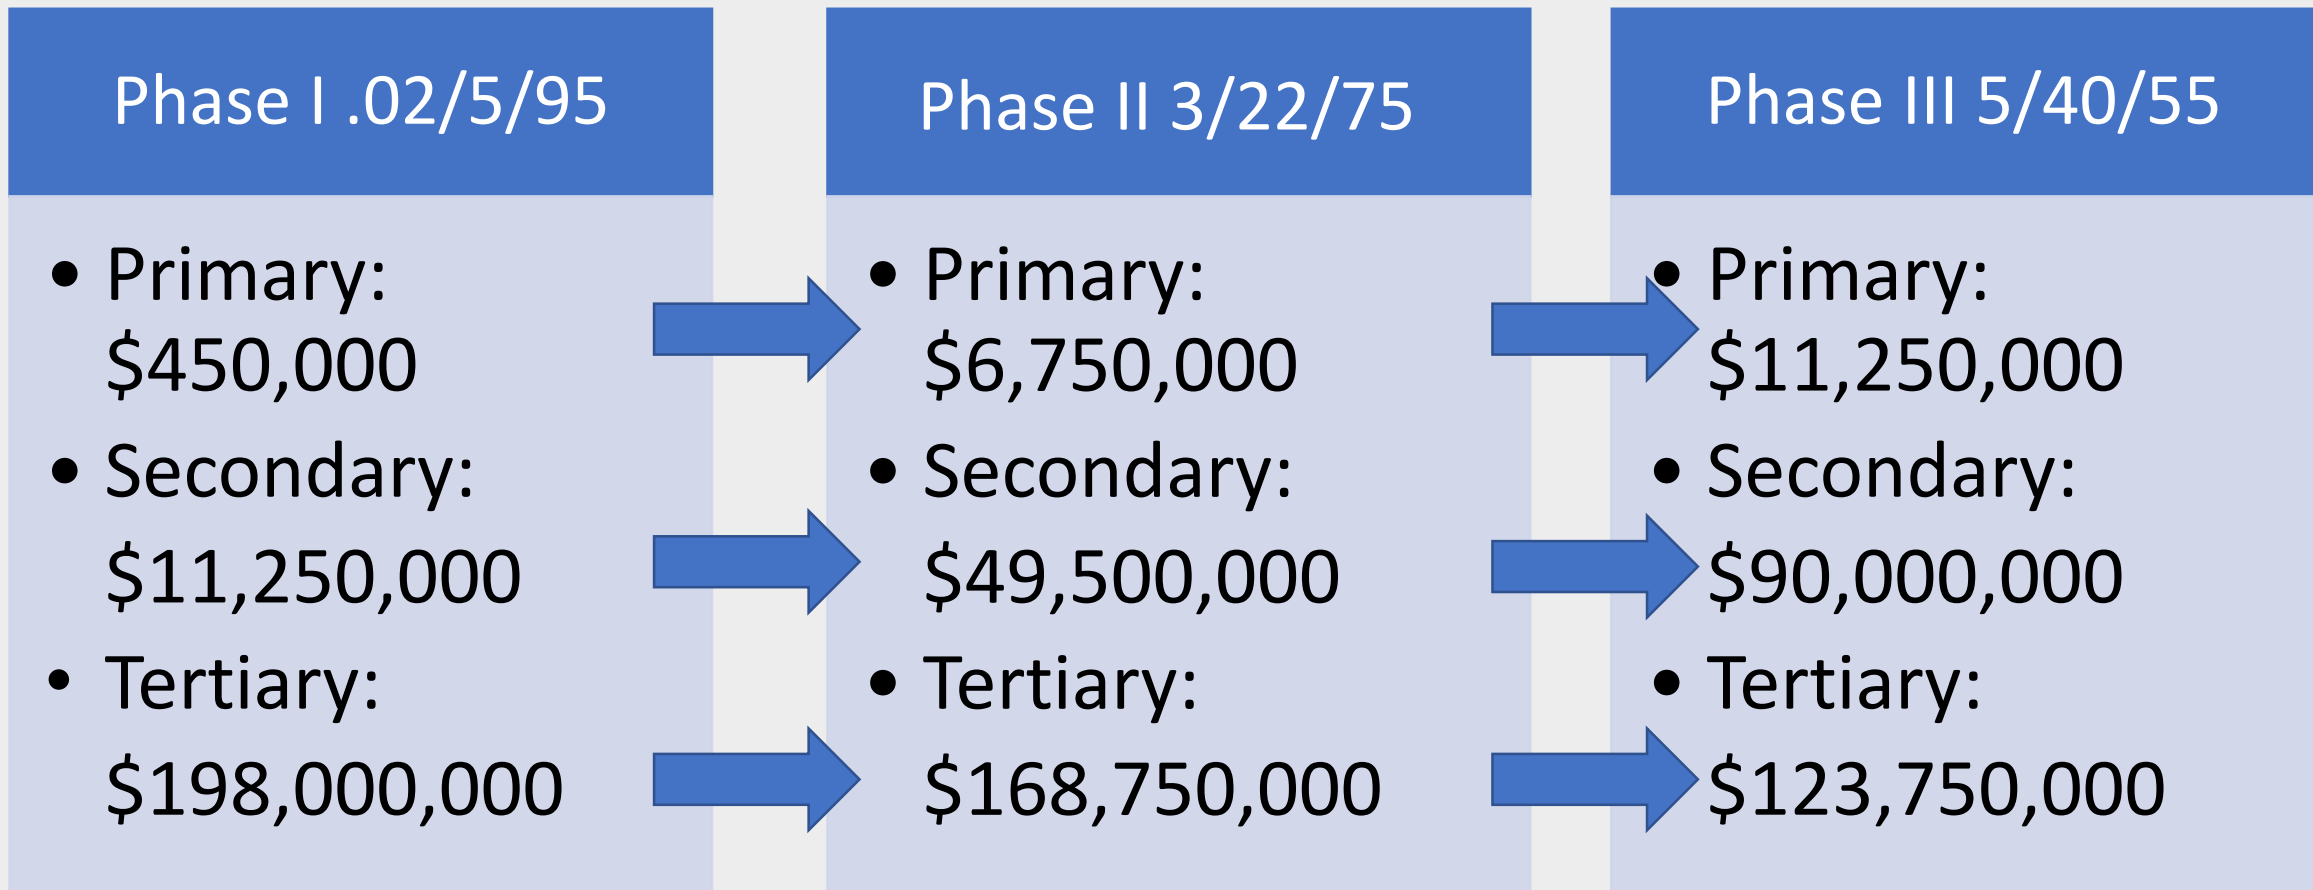 Phase I .02/5/95
• Primary:
$450,000
• Secondary:
$11,250,000
• Tertiary:
$198,000,000
Phase II 3/22/75
• Primary:
$6,750,000
• Secondary:
$49,500,000
• Tertiary:
$168,750,000
Phase III 5/40/55
• Primary:
$11,250,000
• Secondary:
$90,000,000
• Tertiary:
$123,750,000